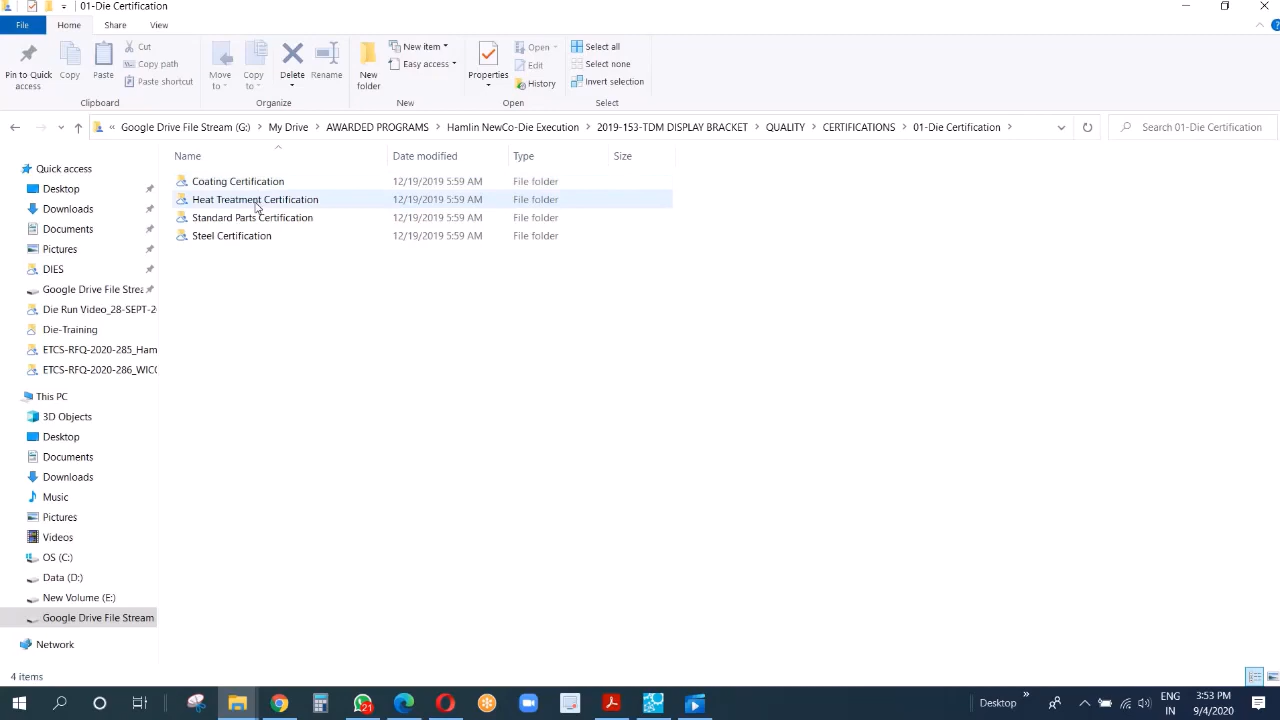 01-Die Certification
File Home Share View
Pin to Quick access
Copy
Paste
Cut
Copy path
Paste shortcut
Clipboard
Move to
Copy to
Delete
Rename
Organize
New folder
New item
Easy access
New
Properties
Open
Edit
History
Open
Select all
Select none
Invert selection
Select
« Google Drive File Stream (G:) > My Drive > AWARDED PROGRAMS > Hamlin NewCo-Die Execution > 2019-153-TDM DISPLAY BRACKET > QUALITY > CERTIFICATIONS > 01-Die Certification >
Search 01-Die Certification
Name Date modified Type Size
Coating Certification 12/19/2019 5:59 AM File folder
Heat Treatment Certification 12/19/2019 5:59 AM File folder
Standard Parts Certification 12/19/2019 5:59 AM File folder
Steel Certification 12/19/2019 5:59 AM File folder
Quick access
Desktop
Downloads
Documents
Pictures
DIES
Google Drive File Strea
Die Run Video_28-SEPT-2
Die-Training
ETCS-RFQ-2020-285_Ham
ETCS-RFQ-2020-286_WICO
This PC
3D Objects
Desktop
Documents
Downloads
Music
Pictures
Videos
OS (C:)
Data (D:)
New Volume (E:)
Google Drive File Stream
Network
4 items
21
Desktop
»
ENG
IN
3:53 PM
9/4/2020